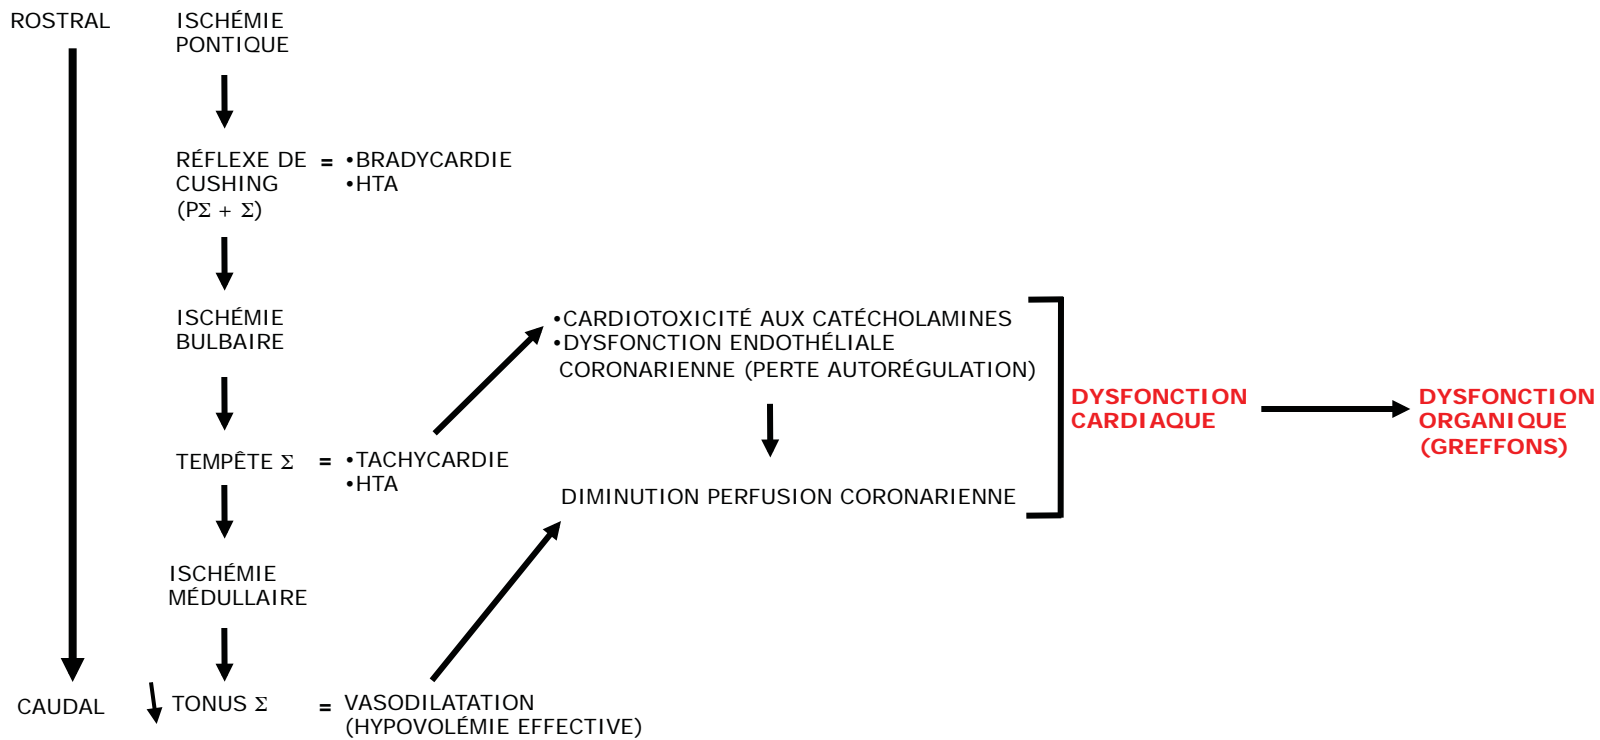 ROSTRAL
ISCHÉMIE
PONTIQUE
RÉFLEXE DE
CUSHING
(PΣ + Σ)
= •BRADYCARDIE
•HTA
ISCHÉMIE
BULBAIRE
•CARDIOTOXICITÉ AUX CATÉCHOLAMINES
•DYSFONCTION ENDOTHÉLIALE
CORONARIENNE (PERTE AUTORÉGULATION)
DYSFONCTION
CARDIAQUE
DYSFONCTION
ORGANIQUE
(GREFFONS)
TEMPÊTE Σ = •TACHYCARDIE
•HTA
DIMINUTION PERFUSION CORONARIENNE
ISCHÉMIE
MÉDULLAIRE
CAUDAL
TONUS Σ = VASODILATATION
(HYPOVOLÉMIE EFFECTIVE)